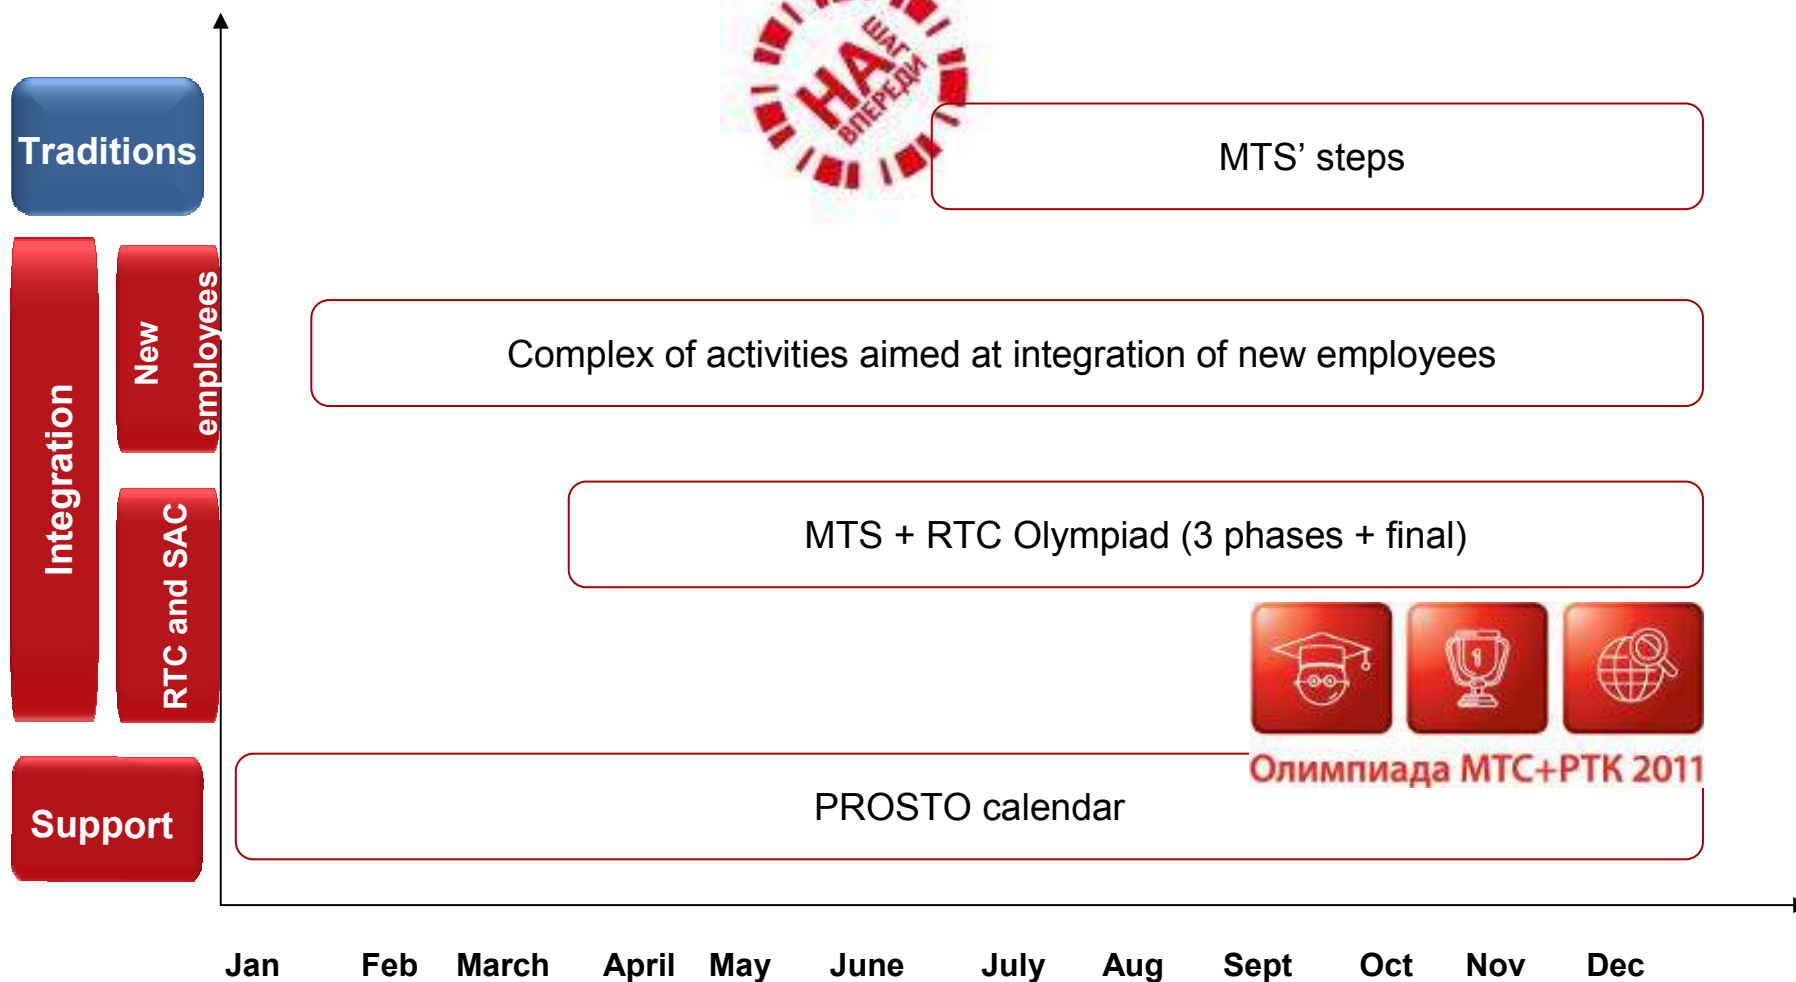 НА
ШАГ
ВПЕРЕДИ
Traditions
MTS’ steps
New
employees
Complex of activities aimed at integration of new employees
Integration
RTC and SAC
MTS + RTC Olympiad (3 phases + final)
1
Олимпиада МТС+РТК 2011
Support
PROSTO calendar
Jan Feb March April May June July Aug Sept Oct Nov Dec